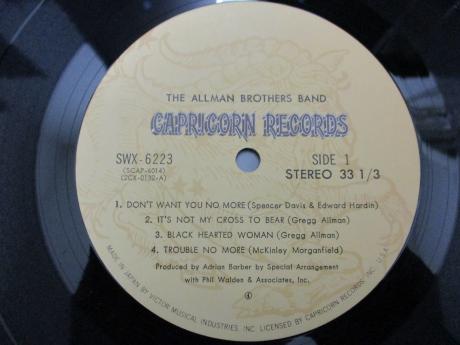 THE ALLMAN BROTHERS BAND
CAPRICORN RECORDS
SWX-6223
(SCAP-6014)
(2CX-0132-A)
SIDE 1
STEREO 33 1/3
1. DON'T WANT YOU NO MORE (Spencer Davis & Edward Hardin)
2. IT'S NOT MY CROSS TO BEAR (Gregg Allman)
3. BLACK HEARTED WOMAN (Gregg Allman)
4. TROUBLE NO MORE (McKinley Morganfield)
Produced by Adrian Barber by Special Arrangement
with Phil Walden & Associates, Inc.
MADE IN JAPAN BY VICTOR MUSICAL INDUSTRIES, INC. LICENSED BY CAPRICORN RECORDS, INC. U.S.A.